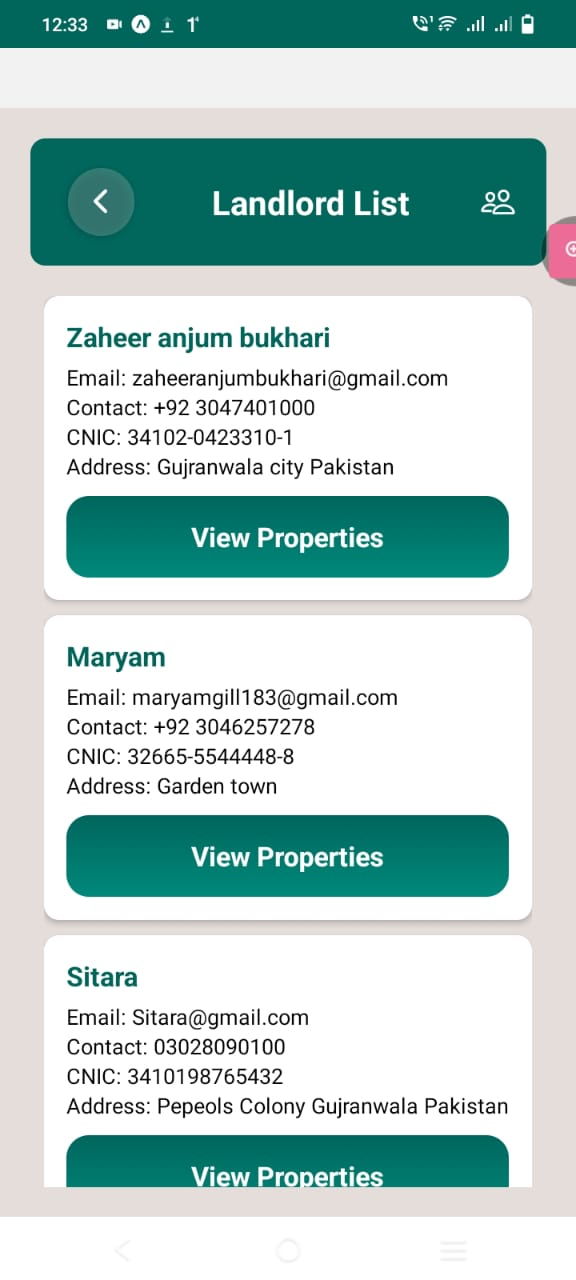 12:33
Landlord List
Zaheer anjum bukhari
Email: zaheeranjumbukhari@gmail.com
Contact: +92 3047401000
CNIC: 34102-0423310-1
Address: Gujranwala city Pakistan
View Properties
Maryam
Email: maryamgill183@gmail.com
Contact: +92 3046257278
CNIC: 32665-5544448-8
Address: Garden town
View Properties
Sitara
Email: Sitara@gmail.com
Contact: 03028090100
CNIC: 3410198765432
Address: Pepeols Colony Gujranwala Pakistan
View Properties